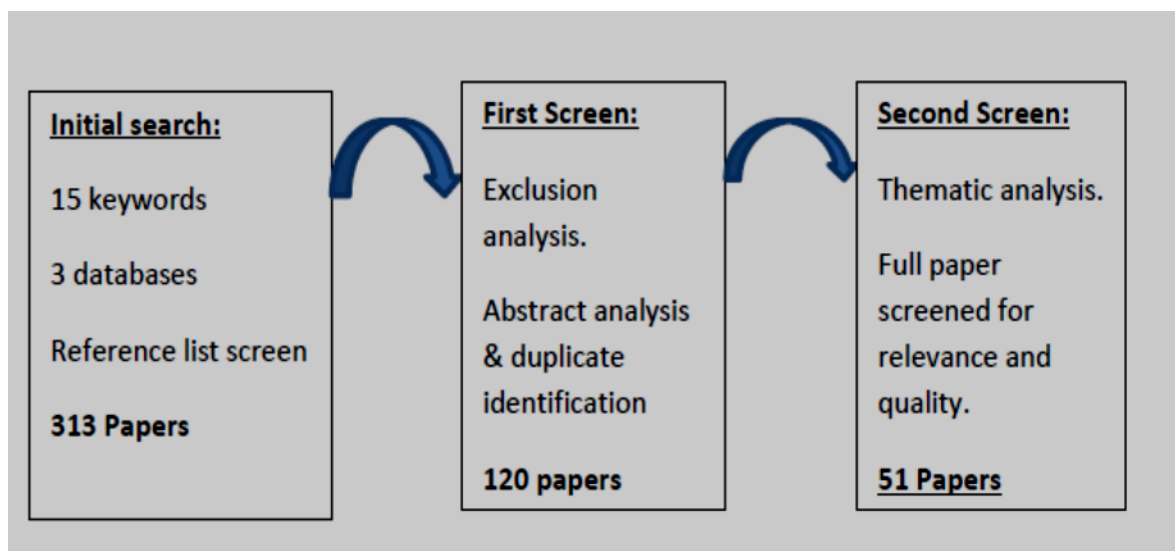 Initial search:
15 keywords
3 databases
Reference list screen
313 Papers
First Screen:
Exclusion
analysis.
Abstract analysis
& duplicate
identification
120 papers
Second Screen:
Thematic analysis.
Full paper
screened for
relevance and
quality.
51 Papers